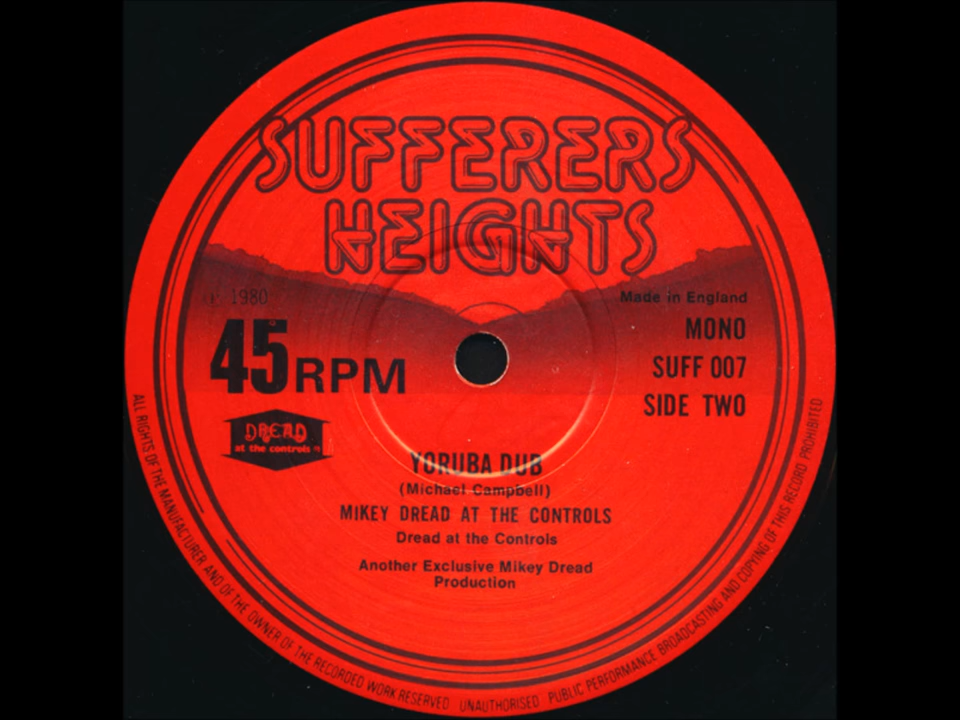 SUFFERERS
HEIGHTS
℗ 1980
Made in England
45 RPM
MONO
SUFF 007
SIDE TWO
DREAD
at the controls
YORUBA DUB
(Michael Campbell)
MIKEY DREAD AT THE CONTROLS
Dread at the Controls
Another Exclusive Mikey Dread
Production
ALL RIGHTS OF THE MANUFACTURER AND OF THE OWNER OF THE RECORDED WORK RESERVED UNAUTHORISED PUBLIC PERFORMANCE BROADCASTING AND COPYING OF THIS RECORD PROHIBITED